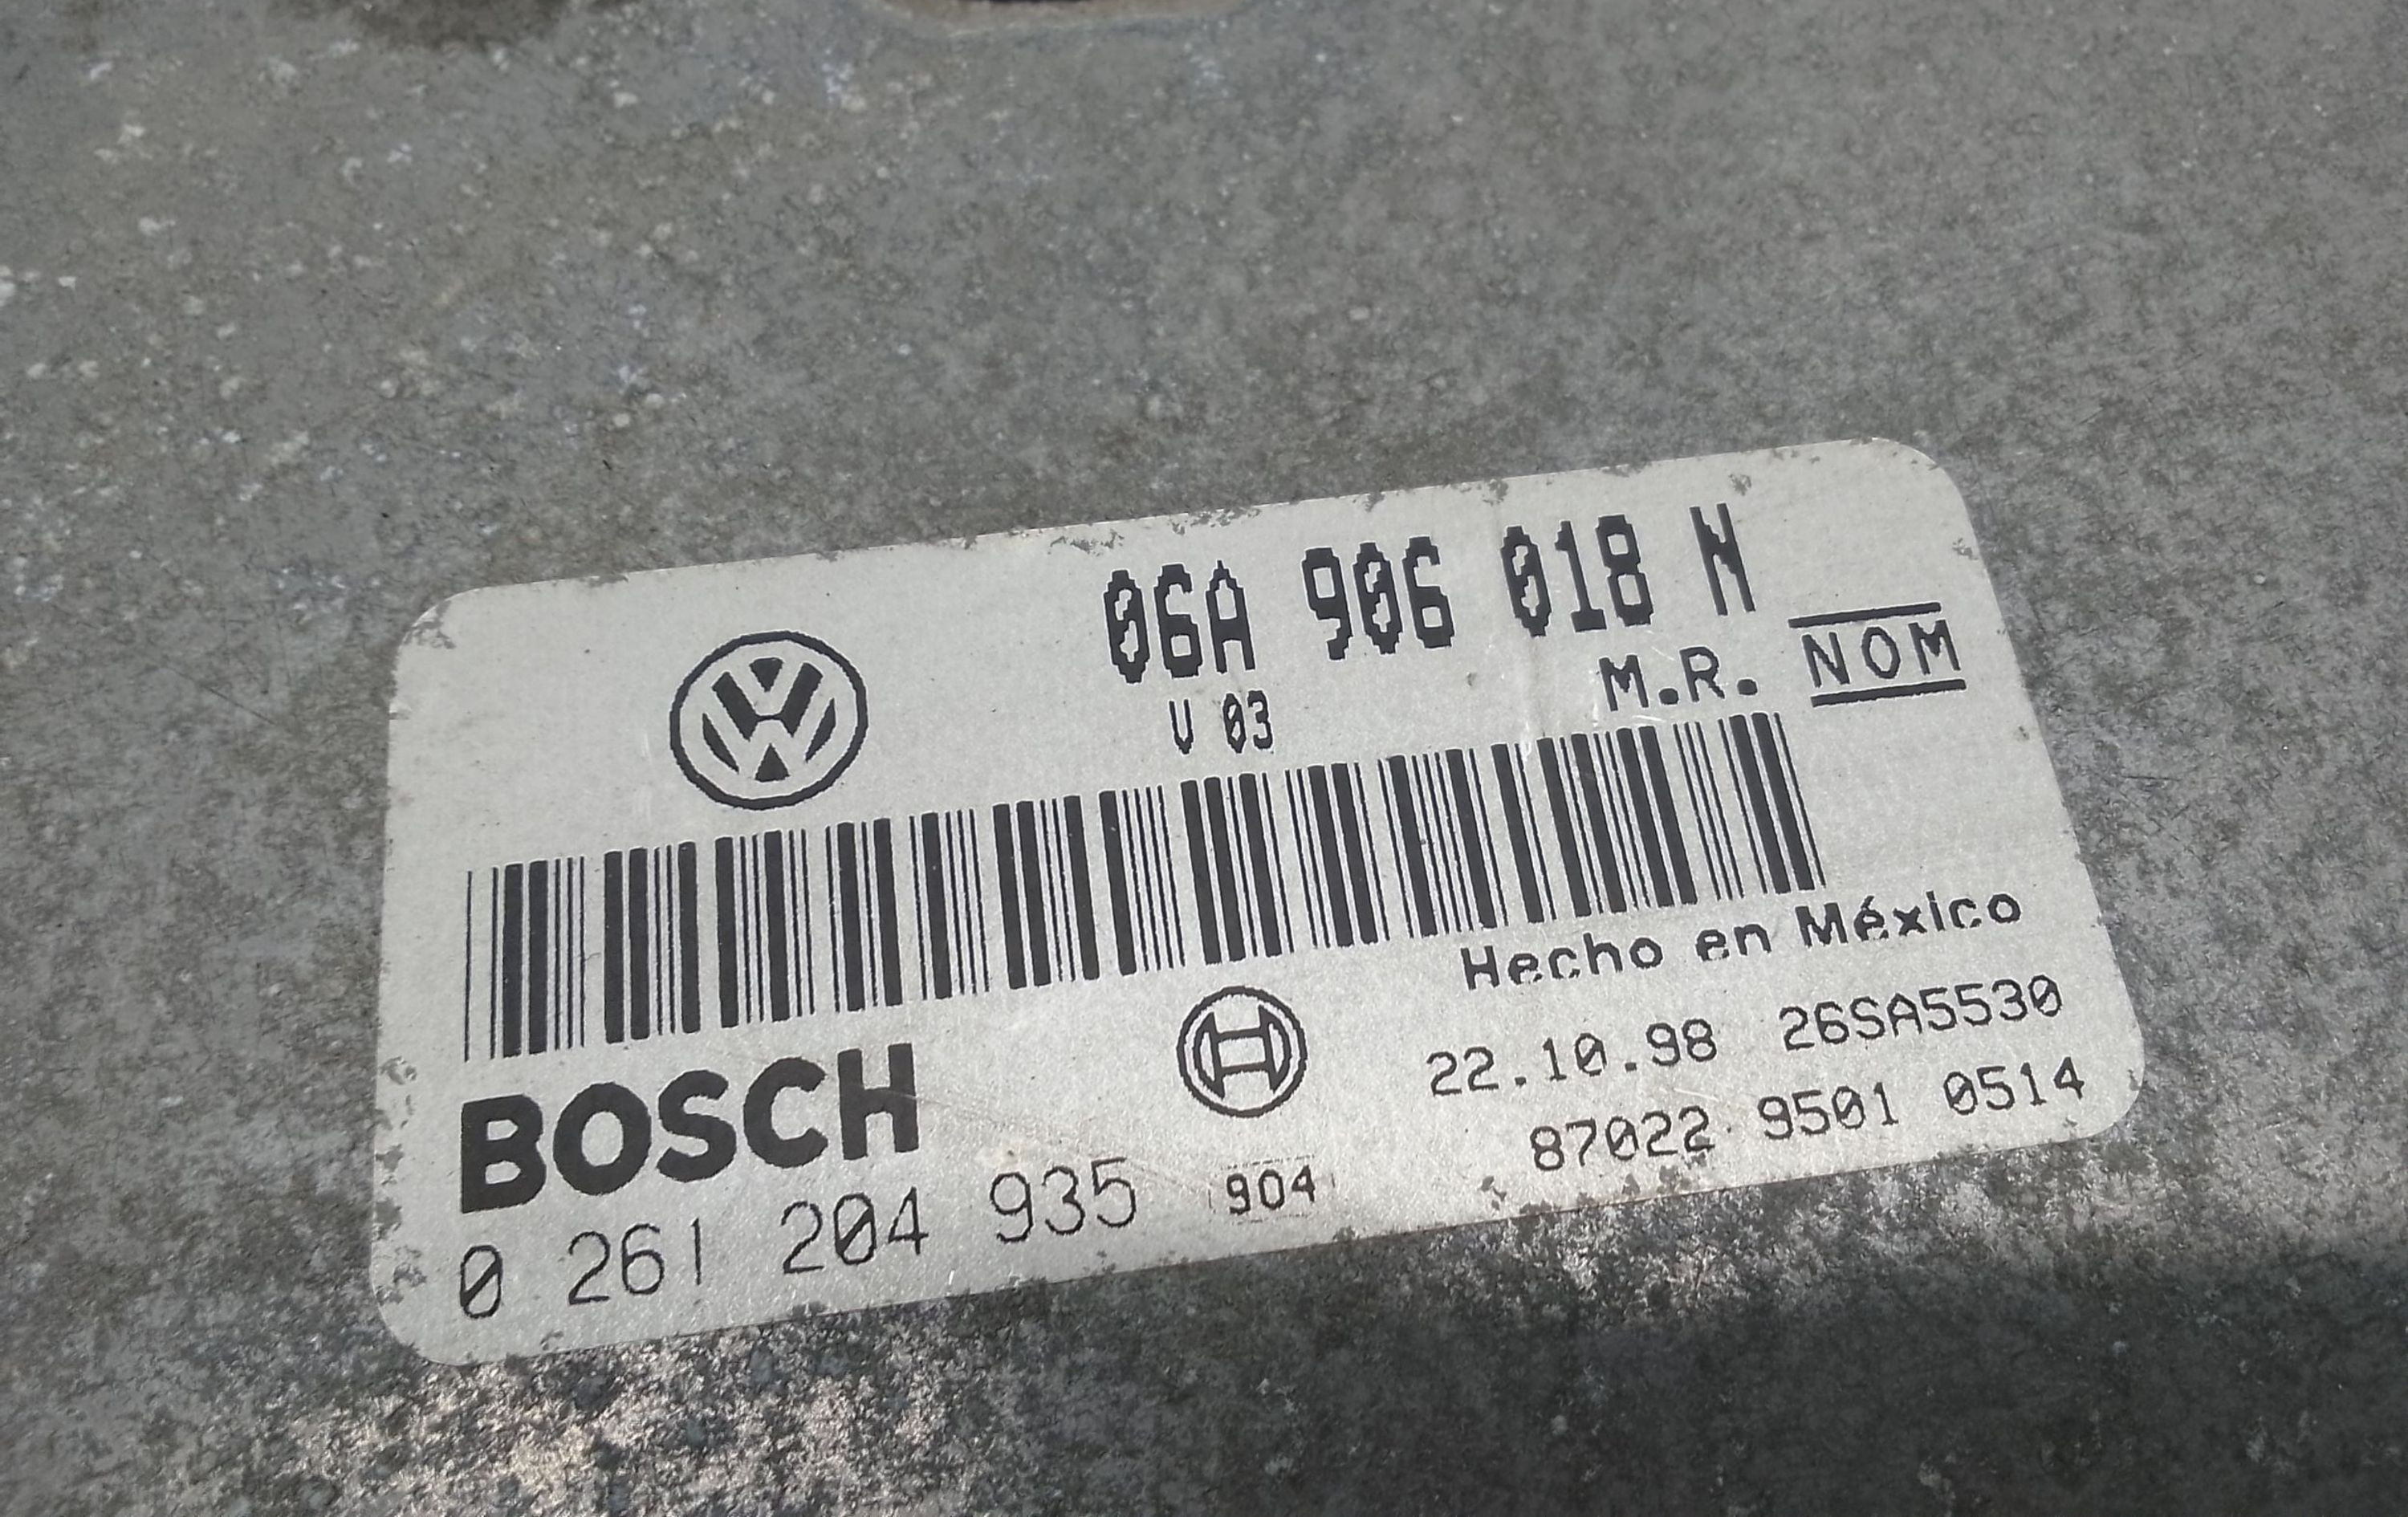 06A 906 018 N
V 03
M.R. NOM
Hecho en México
22.10.98 26SA5530
87022 9501 0514
BOSCH
0 261 204 935 904